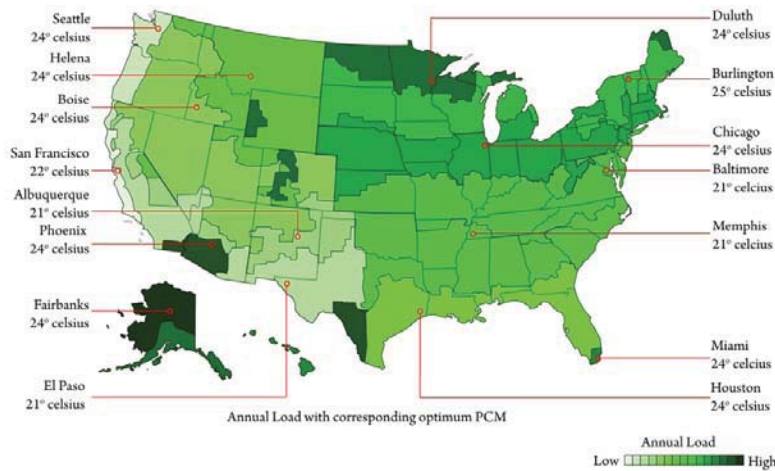 Seattle
24° celsius
Helena
24° celsius
Boise
24° celsius
San Francisco
22° celsius
Albuquerque
21° celsius
Phoenix
24° celsius
Fairbanks
24° celsius
El Paso
21° celsius
Duluth
24° celsius
Burlington
25° celsius
Chicago
24° celsius
Baltimore
21° celcius
Memphis
21° celcius
Miami
24° celcius
Houston
24° celsius
Annual Load with corresponding optimum PCM
Annual Load
Low High